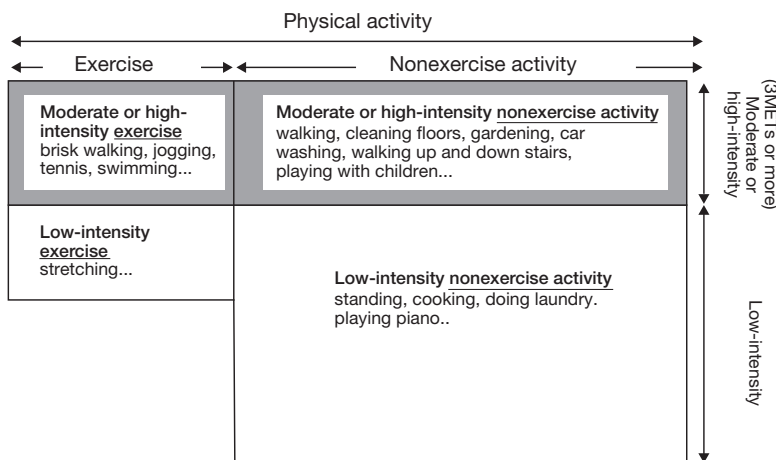 Physical activity
Exercise
Nonexercise activity
Moderate or high-
intensity exercise
brisk walking, jogging,
tennis, swimming...
Moderate or high-intensity nonexercise activity
walking, cleaning floors, gardening, car
washing, walking up and down stairs,
playing with children...
(3METs or more)
Moderate or
high-intensity
Low-intensity
exercise
stretching...
Low-intensity nonexercise activity
standing, cooking, doing laundry.
playing piano..
Low-intensity